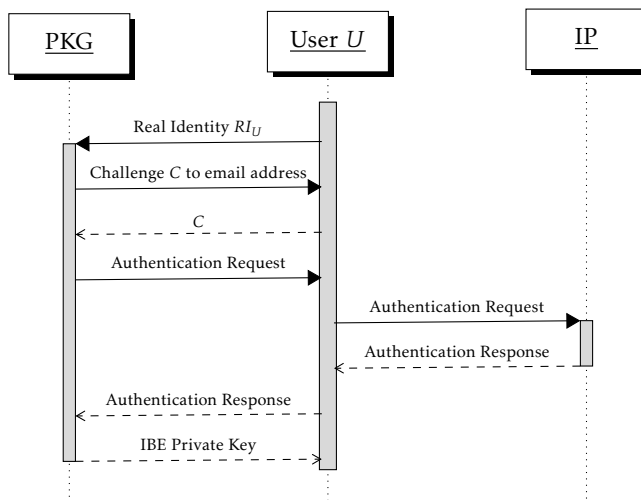 PKG
User U
IP
Real Identity RI_U
Challenge C to email address
C
Authentication Request
Authentication Request
Authentication Response
Authentication Response
IBE Private Key